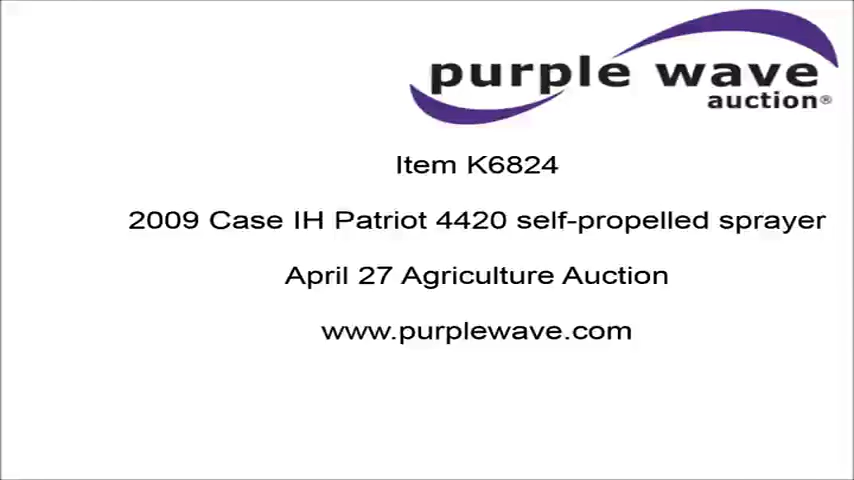 purple wave
auction®
Item K6824
2009 Case IH Patriot 4420 self-propelled sprayer
April 27 Agriculture Auction
www.purplewave.com